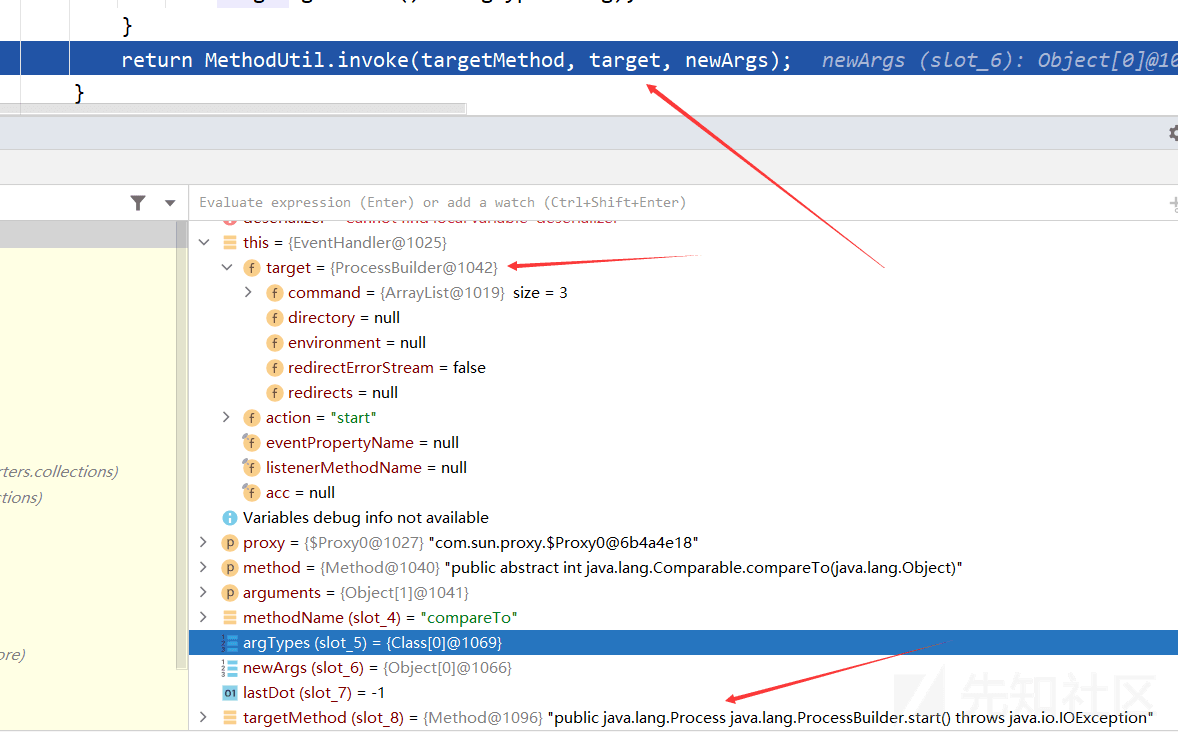 }
return MethodUtil.invoke(targetMethod, target, newArgs); newArgs (slot_6): Object[0]@10
}
Evaluate expression (Enter) or add a watch (Ctrl+Shift+Enter)
this = {EventHandler@1025}
target = {ProcessBuilder@1042}
command = {ArrayList@1019} size = 3
directory = null
environment = null
redirectErrorStream = false
redirects = null
action = "start"
eventPropertyName = null
rters.collections)
listenerMethodName = null
tions)
acc = null
Variables debug info not available
proxy = {$Proxy0@1027} "com.sun.proxy.$Proxy0@6b4a4e18"
method = {Method@1040} "public abstract int java.lang.Comparable.compareTo(java.lang.Object)"
arguments = {Object[1]@1041}
methodName (slot_4) = "compareTo"
argTypes (slot_5) = {Class[0]@1069}
ore)
newArgs (slot_6) = {Object[0]@1066}
lastDot (slot_7) = -1
targetMethod (slot_8) = {Method@1096} "public java.lang.Process java.lang.ProcessBuilder.start() throws java.io.IOException"
先知社区